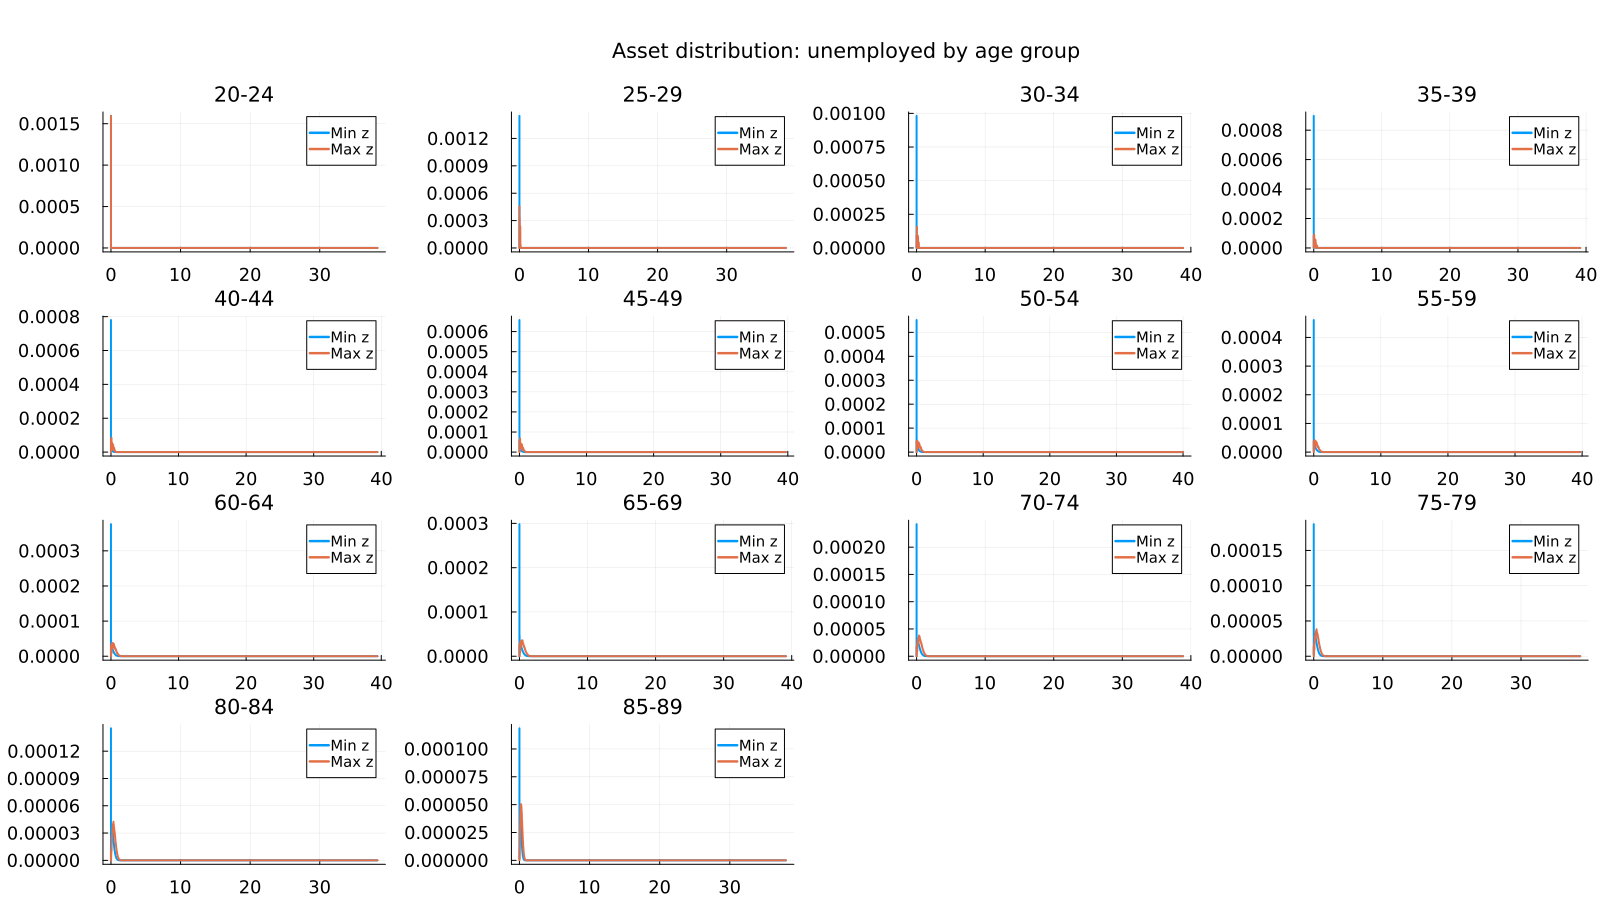 Asset distribution: unemployed by age group
20-24
0.0015
0.0010
0.0005
0.0000
0 10 20 30
Min z
Max z
25-29
0.0012
0.0009
0.0006
0.0003
0.0000
0 10 20 30
Min z
Max z
30-34
0.00100
0.00075
0.00050
0.00025
0.00000
0 10 20 30 40
Min z
Max z
35-39
0.0008
0.0006
0.0004
0.0002
0.0000
0 10 20 30 40
Min z
Max z
40-44
0.0008
0.0006
0.0004
0.0002
0.0000
0 10 20 30 40
Min z
Max z
45-49
0.0006
0.0005
0.0004
0.0003
0.0002
0.0001
0.0000
0 10 20 30 40
Min z
Max z
50-54
0.0005
0.0004
0.0003
0.0002
0.0001
0.0000
0 10 20 30 40
Min z
Max z
55-59
0.0004
0.0003
0.0002
0.0001
0.0000
0 10 20 30 40
Min z
Max z
60-64
0.0003
0.0002
0.0001
0.0000
0 10 20 30 40
Min z
Max z
65-69
0.0003
0.0002
0.0001
0.0000
0 10 20 30 40
Min z
Max z
70-74
0.00020
0.00015
0.00010
0.00005
0.00000
0 10 20 30 40
Min z
Max z
75-79
0.00015
0.00010
0.00005
0.00000
0 10 20 30
Min z
Max z
80-84
0.00012
0.00009
0.00006
0.00003
0.00000
0 10 20 30
Min z
Max z
85-89
0.000100
0.000075
0.000050
0.000025
0.000000
0 10 20 30
Min z
Max z